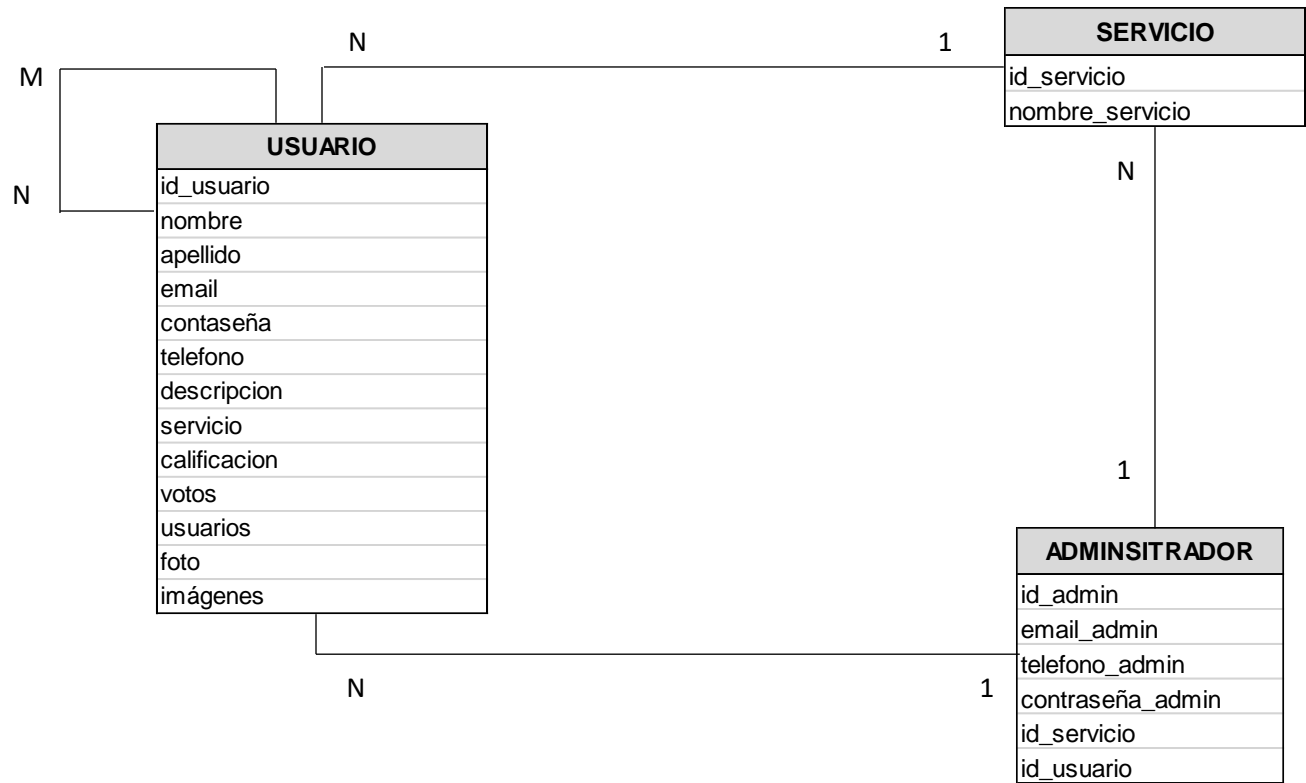 N
1
SERVICIO
id_servicio
nombre_servicio
M
N
USUARIO
id_usuario
nombre
apellido
email
contaseña
telefono
descripcion
servicio
calificacion
votos
usuarios
foto
imágenes
N
1
ADMINSITRADOR
id_admin
email_admin
telefono_admin
contraseña_admin
id_servicio
id_usuario
N
1